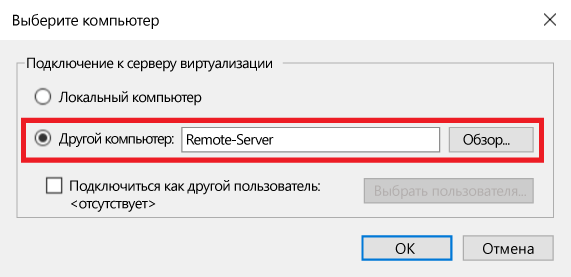 Выберите компьютер
Подключение к серверу виртуализации
Локальный компьютер
Другой компьютер: Remote-Server Обзор...
Подключиться как другой пользователь: Выбрать пользователя...
<отсутствует>
ОК Отмена